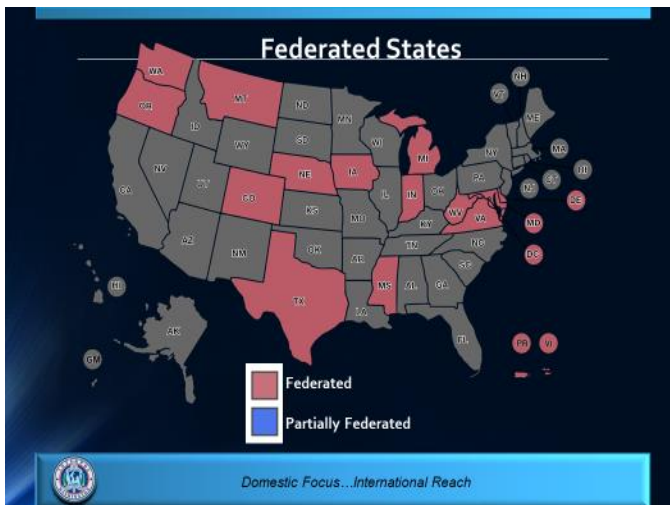 Federated States
NH
VT
WA
MT
ND
MN
ME
OR
ID
SD
WI
NY
MA
WY
MI
RI
CT
NJ
NE
IA
PA
NV
UT
CO
IL
IN
OH
DE
CA
KS
MO
WV
VA
MD
KY
AZ
NM
OK
AR
TN
NC
DC
SC
TX
MS
AL
GA
LA
HI
FL
AK
GM
PR
VI
Federated
Partially Federated
Domestic Focus...International Reach